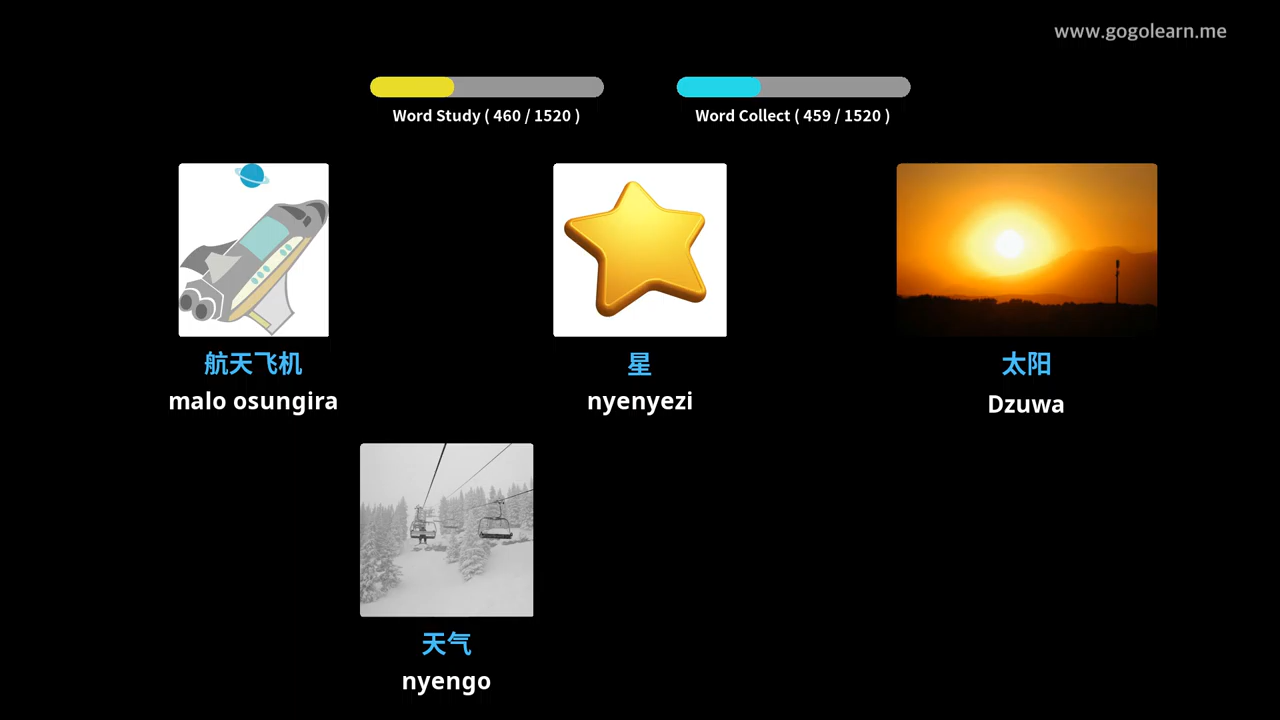 www.gogolearn.me
Word Study ( 460 / 1520 )
Word Collect ( 459 / 1520 )
航天飞机
malo osungira
星
nyenyezi
太阳
Dzuwa
天气
nyengo